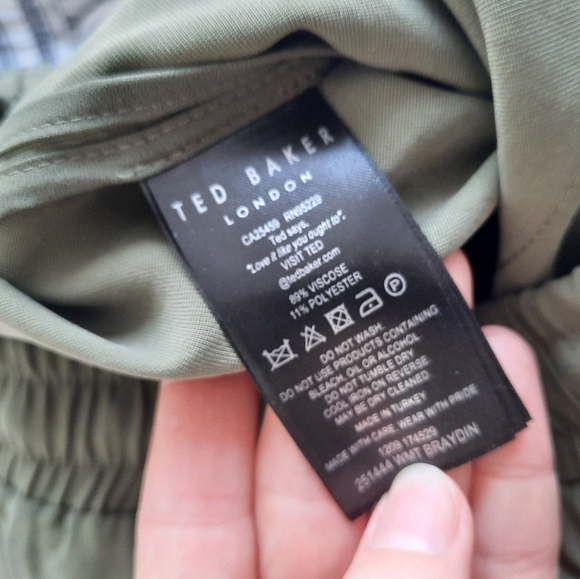 TED BAKER
LONDON
CA25459 RN95229
Ted says,
"Love it like you ought to".
VISIT TED
@tedbaker.com
89% VISCOSE
11% POLYESTER
P
DO NOT WASH.
DO NOT USE PRODUCTS CONTAINING
BLEACH, OIL OR ALCOHOL
DO NOT TUMBLE DRY
COOL IRON ON REVERSE
MAY BE DRY CLEANED
MADE IN TURKEY
MADE WITH CARE, WEAR WITH PRIDE
1209 174529
251444 WMT BRAYDIN